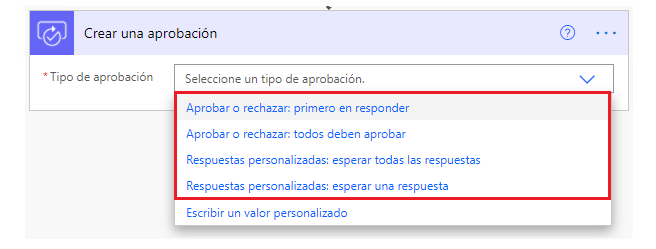 Crear una aprobación
* Tipo de aprobación
Seleccione un tipo de aprobación.
Aprobar o rechazar: primero en responder
Aprobar o rechazar: todos deben aprobar
Respuestas personalizadas: esperar todas las respuestas
Respuestas personalizadas: esperar una respuesta
Escribir un valor personalizado